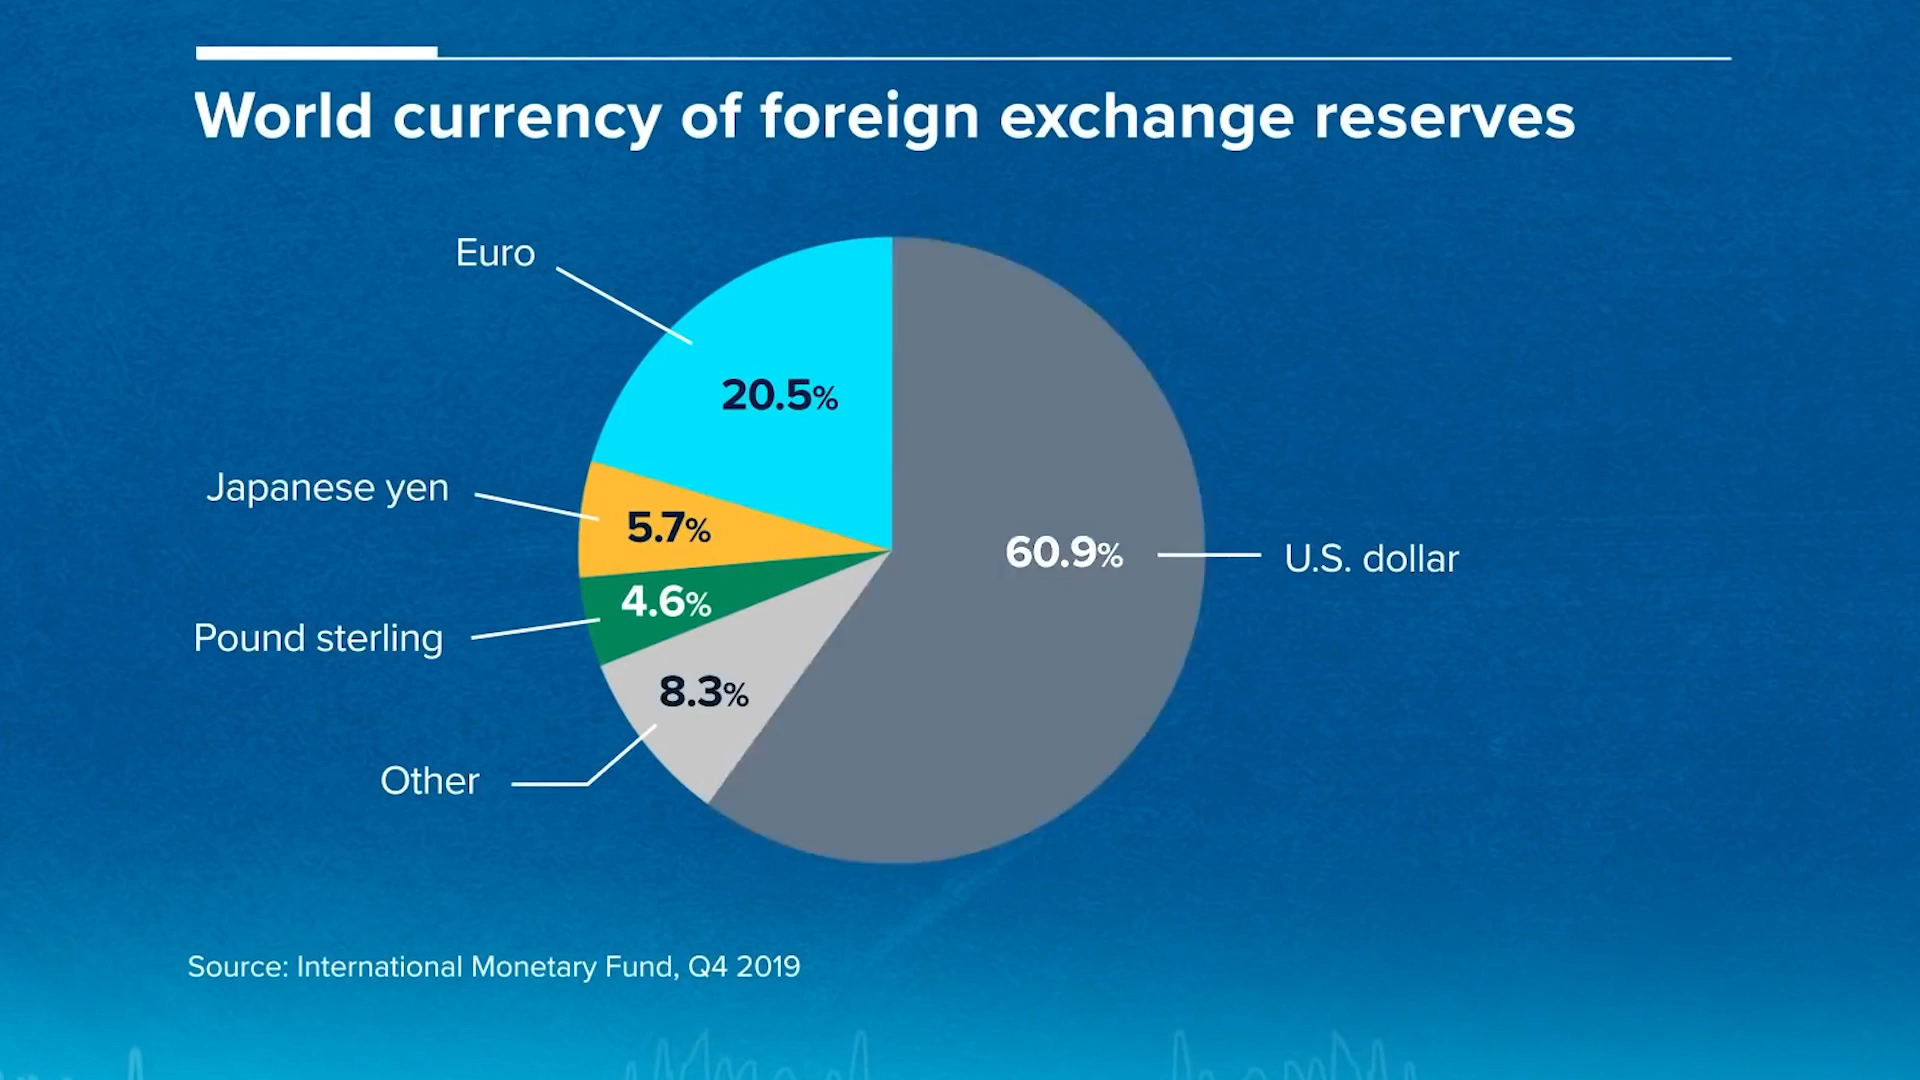 World currency of foreign exchange reserves
Euro
20.5%
Japanese yen
5.7%
60.9%
U.S. dollar
4.6%
Pound sterling
8.3%
Other
Source: International Monetary Fund, Q4 2019